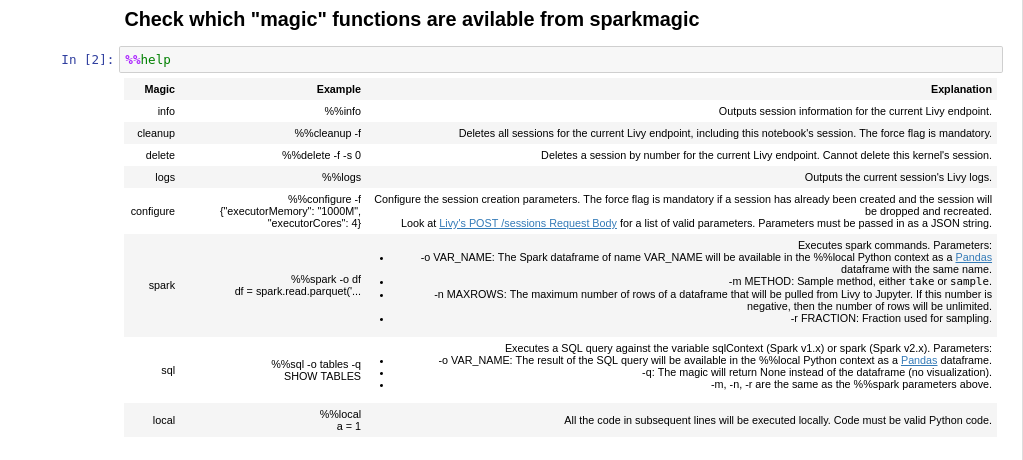 Check which "magic" functions are avilable from sparkmagic
In [2]: %%help
Magic Example Explanation
info %%info Outputs session information for the current Livy endpoint.
cleanup %%cleanup -f Deletes all sessions for the current Livy endpoint, including this notebook's session. The force flag is mandatory.
delete %%delete -f -s 0 Deletes a session by number for the current Livy endpoint. Cannot delete this kernel's session.
logs %%logs Outputs the current session's Livy logs.
configure %%configure -f
{"executorMemory": "1000M",
"executorCores": 4}
Configure the session creation parameters. The force flag is mandatory if a session has already been created and the session will
be dropped and recreated.
Look at Livy's POST /sessions Request Body for a list of valid parameters. Parameters must be passed in as a JSON string.
spark %%spark -o df
df = spark.read.parquet('...
Executes spark commands. Parameters:
• -o VAR_NAME: The Spark dataframe of name VAR_NAME will be available in the %%local Python context as a Pandas
dataframe with the same name.
• -m METHOD: Sample method, either take or sample.
• -n MAXROWS: The maximum number of rows of a dataframe that will be pulled from Livy to Jupyter. If this number is
negative, then the number of rows will be unlimited.
• -r FRACTION: Fraction used for sampling.
sql %%sql -o tables -q
SHOW TABLES
Executes a SQL query against the variable sqlContext (Spark v1.x) or spark (Spark v2.x). Parameters:
• -o VAR_NAME: The result of the SQL query will be available in the %%local Python context as a Pandas dataframe.
• -q: The magic will return None instead of the dataframe (no visualization).
• -m, -n, -r are the same as the %%spark parameters above.
local %%local
a = 1
All the code in subsequent lines will be executed locally. Code must be valid Python code.